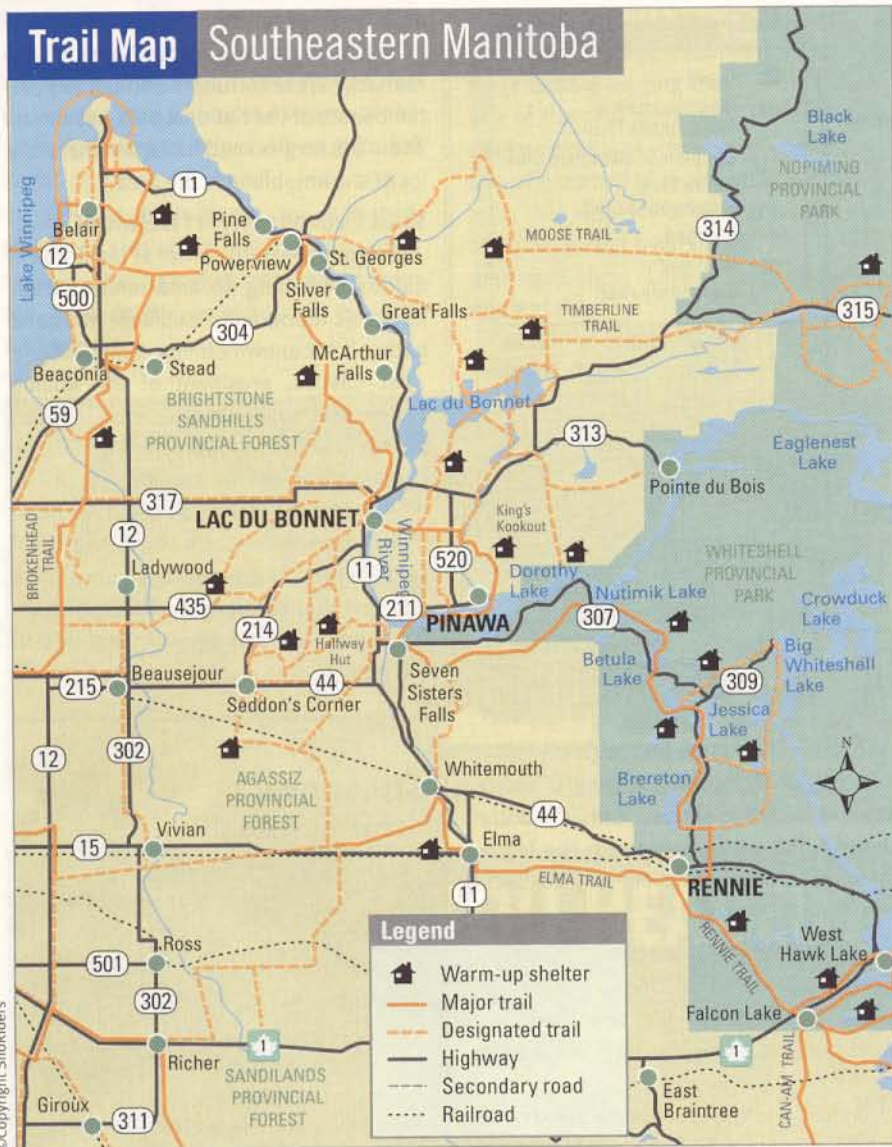 Trail Map Southeastern Manitoba
Black
Lake
NOPIMING
PROVINCIAL
PARK
Lake Winnipeg
11
Belair
Pine
Falls
314
12
Powerview
St. Georges
MOOSE TRAIL
500
Silver
Falls
304
Great Falls
TIMBERLINE
TRAIL
315
Beaconia
Stead
McArthur
Falls
BRIGHTSTONE
SANDHILLS
PROVINCIAL FOREST
Lac du Bonnet
59
313
Eaglenest
Lake
Pointe du Bois
317
LAC DU BONNET
King's
Kookout
BROKENHEAD
TRAIL
12
Winnipeg
River
WHITESHELL
PROVINCIAL
PARK
Ladywood
11
520
Dorothy
Lake
Nutimik Lake
Crowduck
Lake
435
211
PINAWA
307
214
Halfway
Hut
Big
Whiteshell
Lake
Betula
Lake
309
Beausejour
44
Seven
Sisters
Falls
215
Seddon's Corner
Jessica
Lake
302
12
N
AGASSIZ
PROVINCIAL
FOREST
Whitemouth
Brereton
Lake
44
Vivian
15
Elma
ELMA TRAIL
RENNIE
11
Legend
Warm-up shelter
Major trail
Designated trail
Highway
Secondary road
Railroad
RENNIE TRAIL
West
Hawk Lake
Ross
501
302
Falcon Lake
1
1
Richer
CAN-AM TRAIL
SANDILANDS
PROVINCIAL
FOREST
East
Braintree
Giroux
311
©Copyright SnoRiders